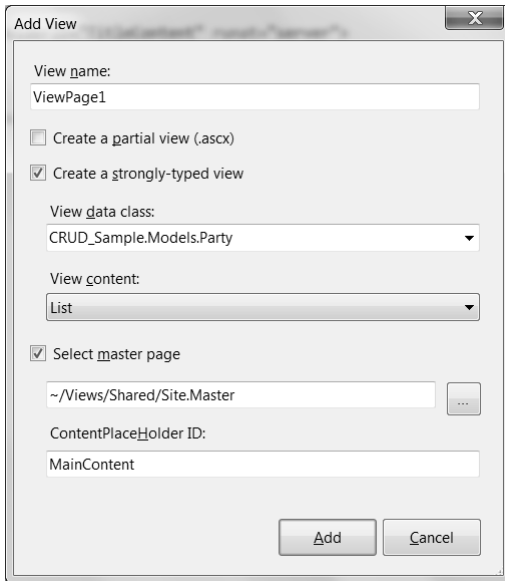 Add View
View name:
ViewPage1
Create a partial view (.ascx)
Create a strongly-typed view
View data class:
CRUD_Sample.Models.Party
View content:
List
Select master page
~/Views/Shared/Site.Master
...
ContentPlaceHolder ID:
MainContent
Add Cancel